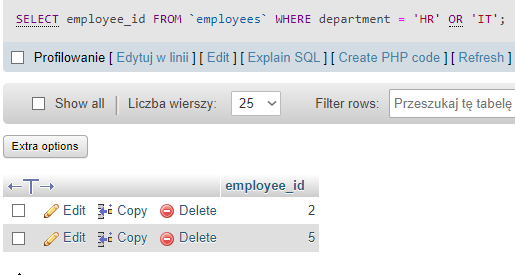 SELECT employee_id FROM `employees` WHERE department = 'HR' OR 'IT';
Profilowanie [ Edytuj w linii ] [ Edit ] [ Explain SQL ] [ Create PHP code ] [ Refresh ]
Show all Liczba wierszy: 25 Filter rows: Przeszukaj tę tabelę
Extra options
←T→ employee_id
Edit Copy Delete 2
Edit Copy Delete 5